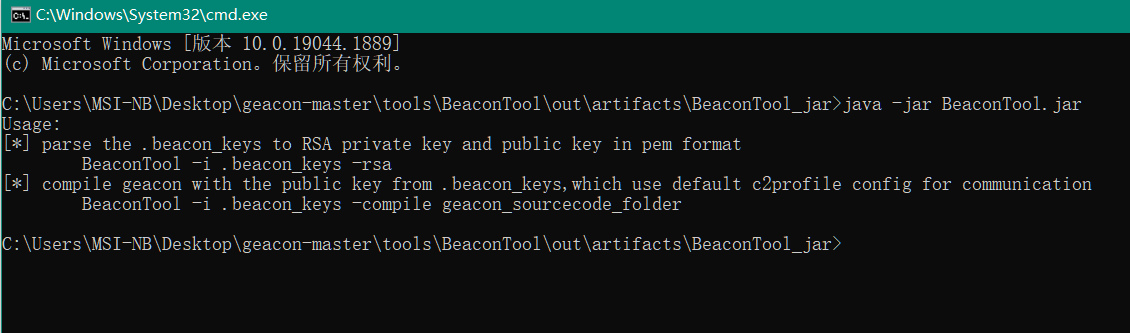 C:\Windows\System32\cmd.exe
Microsoft Windows [版本 10.0.19044.1889]
(c) Microsoft Corporation。保留所有权利。
C:\Users\MSI-NB\Desktop\geacon-master\tools\BeaconTool\out\artifacts\BeaconTool_jar>java -jar BeaconTool.jar
Usage:
[*] parse the .beacon_keys to RSA private key and public key in pem format
BeaconTool -i .beacon_keys -rsa
[*] compile geacon with the public key from .beacon_keys,which use default c2profile config for communication
BeaconTool -i .beacon_keys -compile geacon_sourcecode_folder
C:\Users\MSI-NB\Desktop\geacon-master\tools\BeaconTool\out\artifacts\BeaconTool_jar>